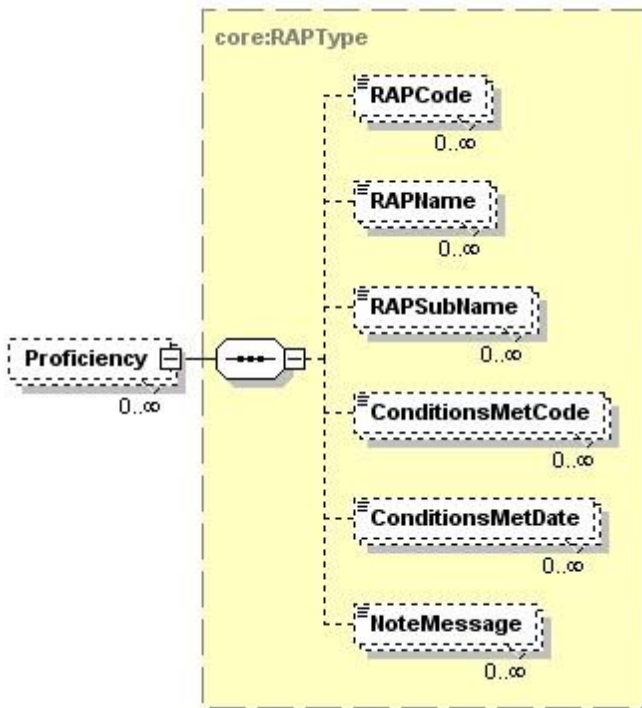 core:RAPType
RAPCode
0..∞
RAPName
0..∞
RAPSubName
0..∞
Proficiency
0..∞
ConditionsMetCode
0..∞
ConditionsMetDate
0..∞
NoteMessage
0..∞